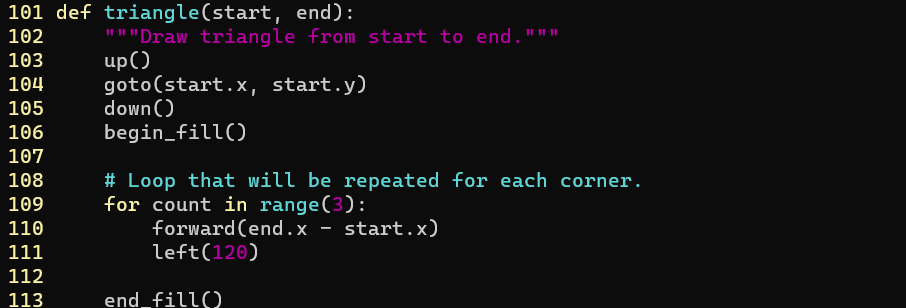 101 def triangle(start, end):
102     """Draw triangle from start to end."""
103     up()
104     goto(start.x, start.y)
105     down()
106     begin_fill()
107
108     # Loop that will be repeated for each corner.
109     for count in range(3):
110         forward(end.x - start.x)
111         left(120)
112
113     end_fill()